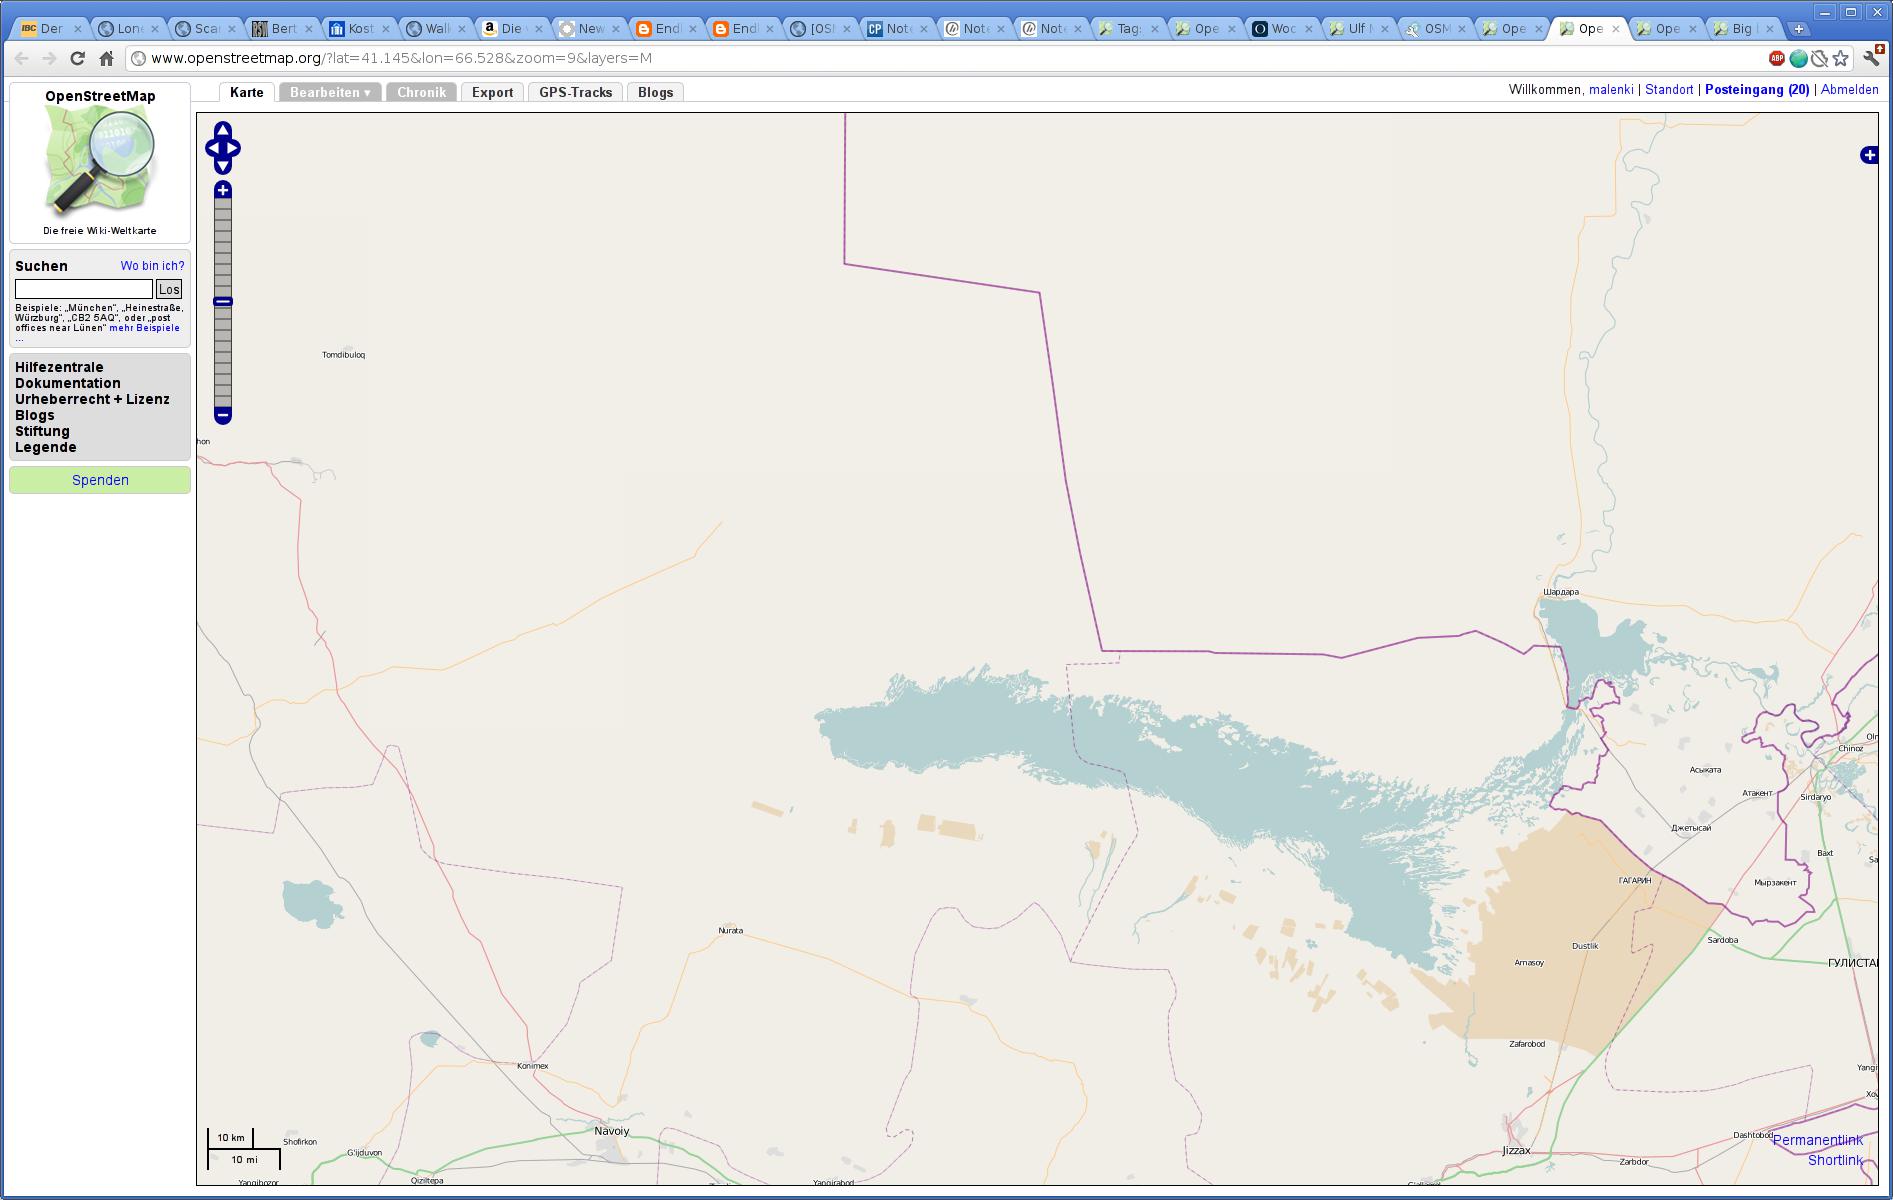 Der
Lon
Scar
Bert
Kost
Walk
Die
New
Endl
Endl
[OSM
Note
Note
Note
Tag:
Ope
Woc
Ulf
OSM
Ope
Ope
Ope
Big
www.openstreetmap.org/?lat=41.145&lon=66.528&zoom=9&layers=M
ABP
OpenStreetMap
Die freie Wiki-Weltkarte
Karte
Bearbeiten ▾
Chronik
Export
GPS-Tracks
Blogs
Willkommen, malenki | Standort | Posteingang (20) | Abmelden
Suchen
Wo bin ich?
Los
Beispiele: „München“, „Heinestraße,
Würzburg“, „CB2 5AQ“, oder „post
offices near Lünen“ mehr Beispiele
...
Hilfezentrale
Dokumentation
Urheberrecht + Lizenz
Blogs
Stiftung
Legende
Spenden
Tomdibuloq
hon
Шардара
Chinoz
Асыката
Атакент
Sirdaryo
Джетысай
Baxt
ГАГАРИН
Мырзакент
Nurata
Sardoba
Dustlik
Arnasoy
ГУЛИСТАН
Zafarobod
Konimex
Yangi
Navoiy
10 km
10 mi
Shofirkon
G'ijduvon
Yangibozor
Qiziltepa
Yangirabod
Jizzax
Zarbdor
Dashtobod
Permanentlink
Shortlink